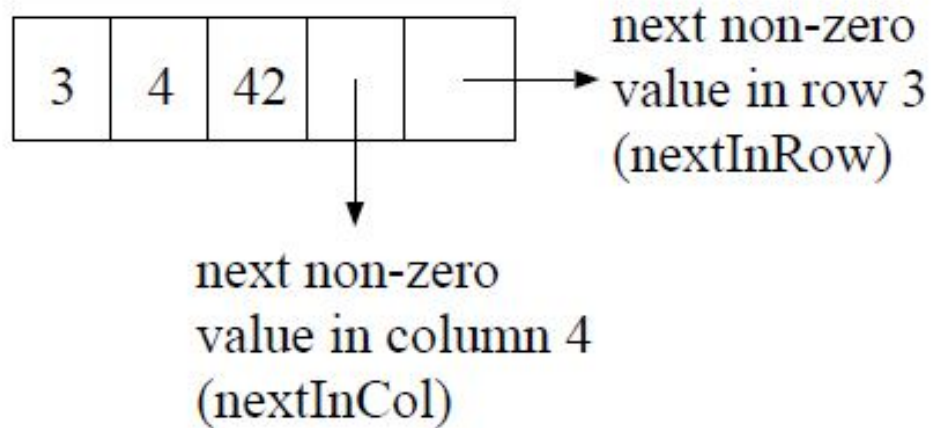 3 4 42
next non-zero
value in row 3
(nextInRow)
next non-zero
value in column 4
(nextInCol)